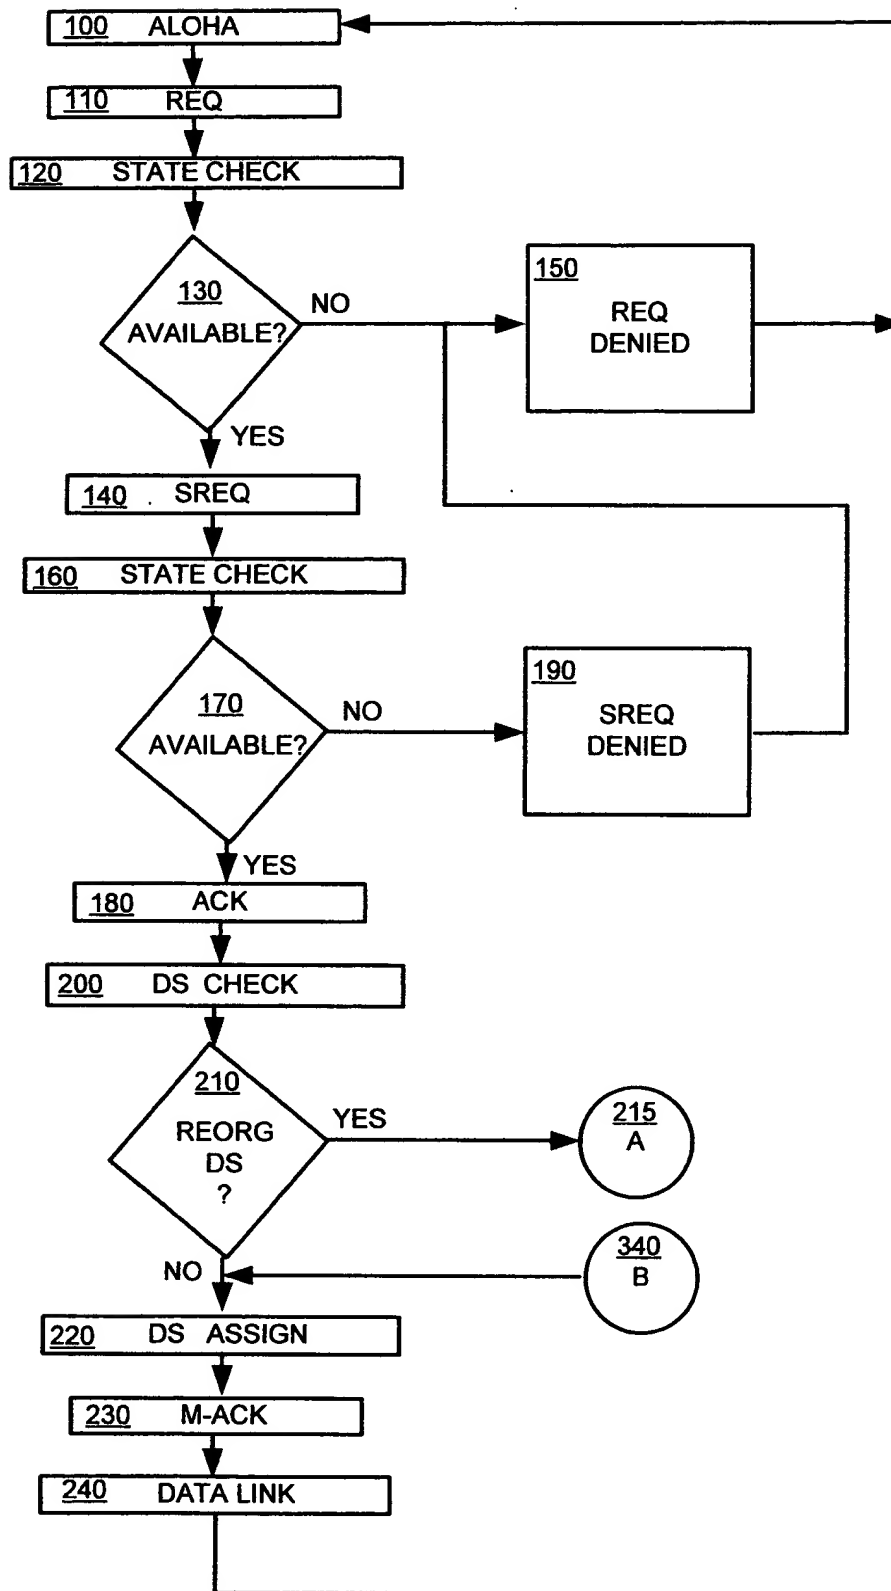 100 ALOHA
110 REQ
120 STATE CHECK
130
AVAILABLE?
NO
150
REQ
DENIED
YES
140 SREQ
160 STATE CHECK
170
AVAILABLE?
NO
190
SREQ
DENIED
YES
180 ACK
200 DS CHECK
210
REORG
DS
?
YES
215
A
340
B
NO
220 DS ASSIGN
230 M-ACK
240 DATA LINK